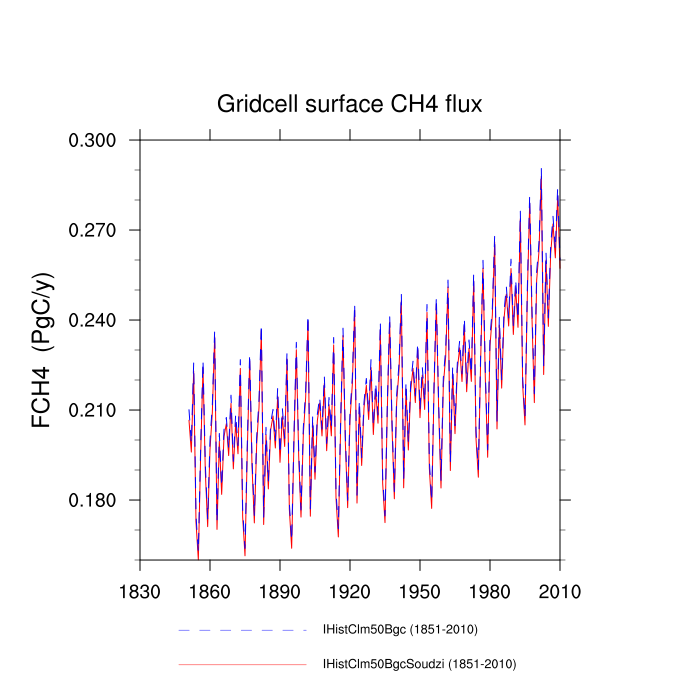 Gridcell surface CH4 flux
FCH4 (PgC/y)
0.300
0.270
0.240
0.210
0.180
1830 1860 1890 1920 1950 1980 2010
IHistClm50Bgc (1851-2010)
IHistClm50BgcSoudzi (1851-2010)